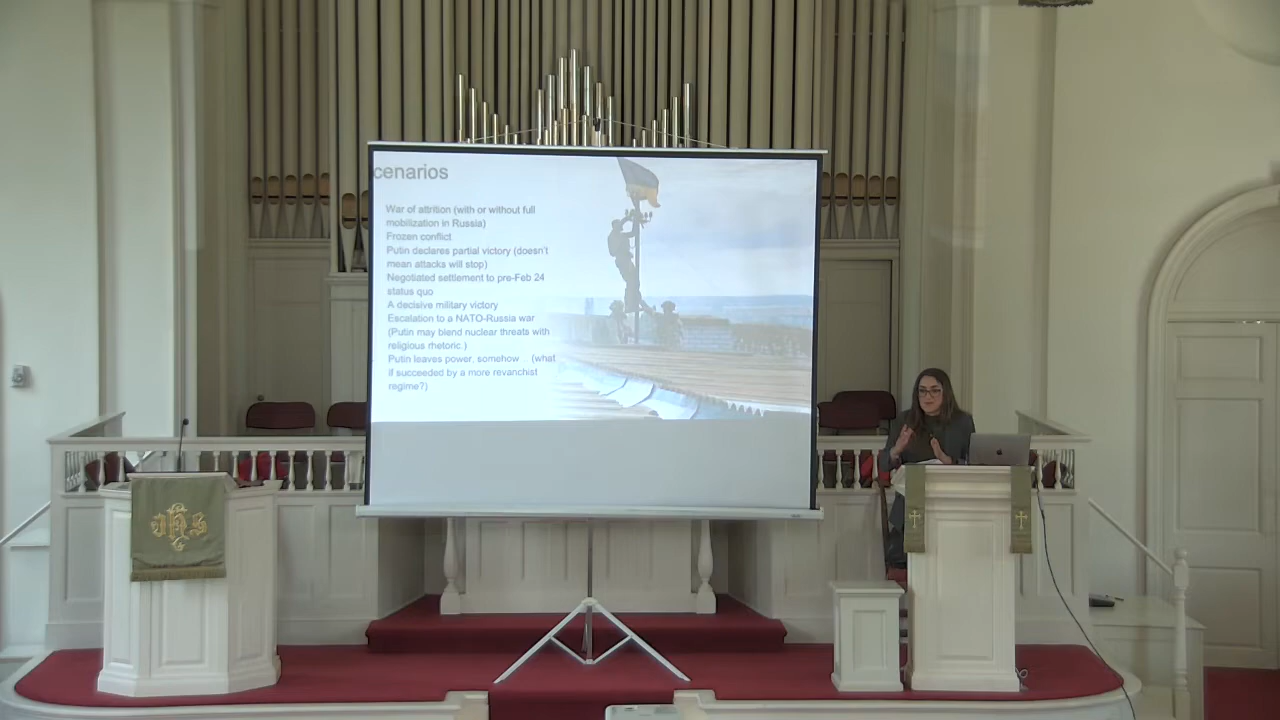 cenarios
War of attrition (with or without full
mobilization in Russia)
Frozen conflict
Putin declares partial victory (doesn't
mean attacks will stop)
Negotiated settlement to pre-Feb 24
status quo
A decisive military victory
Escalation to a NATO-Russia war
(Putin may blend nuclear threats with
religious rhetoric.)
Putin leaves power, somehow... (what
if succeeded by a more revanchist
regime?)
IHS